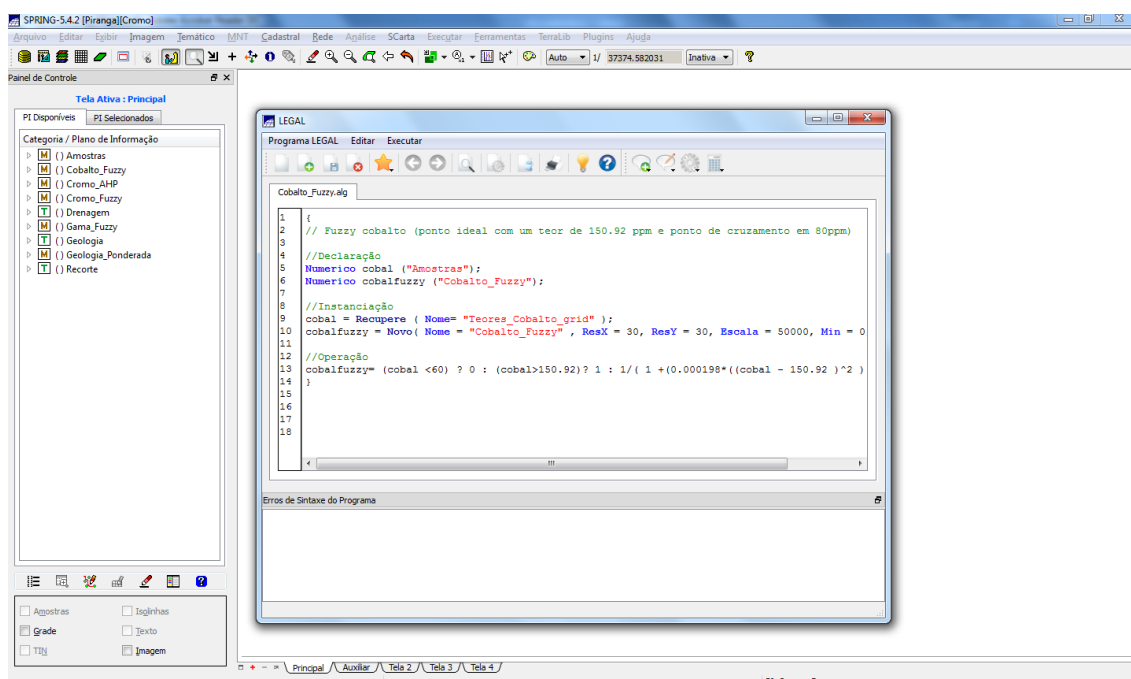 SPRING-5.4.2 [Piranga][Cromo]
Arquivo Editar Exibir Imagem Temático MNT Cadastral Rede Análise SCarta Executar Ferramentas TerraLib Plugins Ajuda
Auto 1/ 37374.582031 Inativa
Painel de Controle
Tela Ativa : Principal
PI Disponíveis PI Selecionados
Categoria / Plano de Informação
M () Amostras
M () Cobalto_Fuzzy
M () Cromo_AHP
M () Cromo_Fuzzy
T () Drenagem
M () Gama_Fuzzy
T () Geologia
M () Geologia_Ponderada
T () Recorte
Amostras Isolinhas
Grade Texto
TIN Imagem
LEGAL
Programa LEGAL Editar Executar
Cobalto_Fuzzy.alg
1 {
2 // Fuzzy cobalto (ponto ideal com um teor de 150.92 ppm e ponto de cruzamento em 80ppm)
3
4 //Declaração
5 Numerico cobal ("Amostras");
6 Numerico cobalfuzzy ("Cobalto_Fuzzy");
7
8 //Instanciação
9 cobal = Recupere ( Nome= "Teores_Cobalto_grid" );
10 cobalfuzzy = Novo( Nome = "Cobalto_Fuzzy" , ResX = 30, ResY = 30, Escala = 50000, Min = 0
11
12 //Operação
13 cobalfuzzy= (cobal <60) ? 0 : (cobal>150.92)? 1 : 1/( 1 +(0.000198*((cobal - 150.92 )^2 )
14 }
15
16
17
18
Erros de Sintaxe do Programa
Principal Auxiliar Tela 2 Tela 3 Tela 4